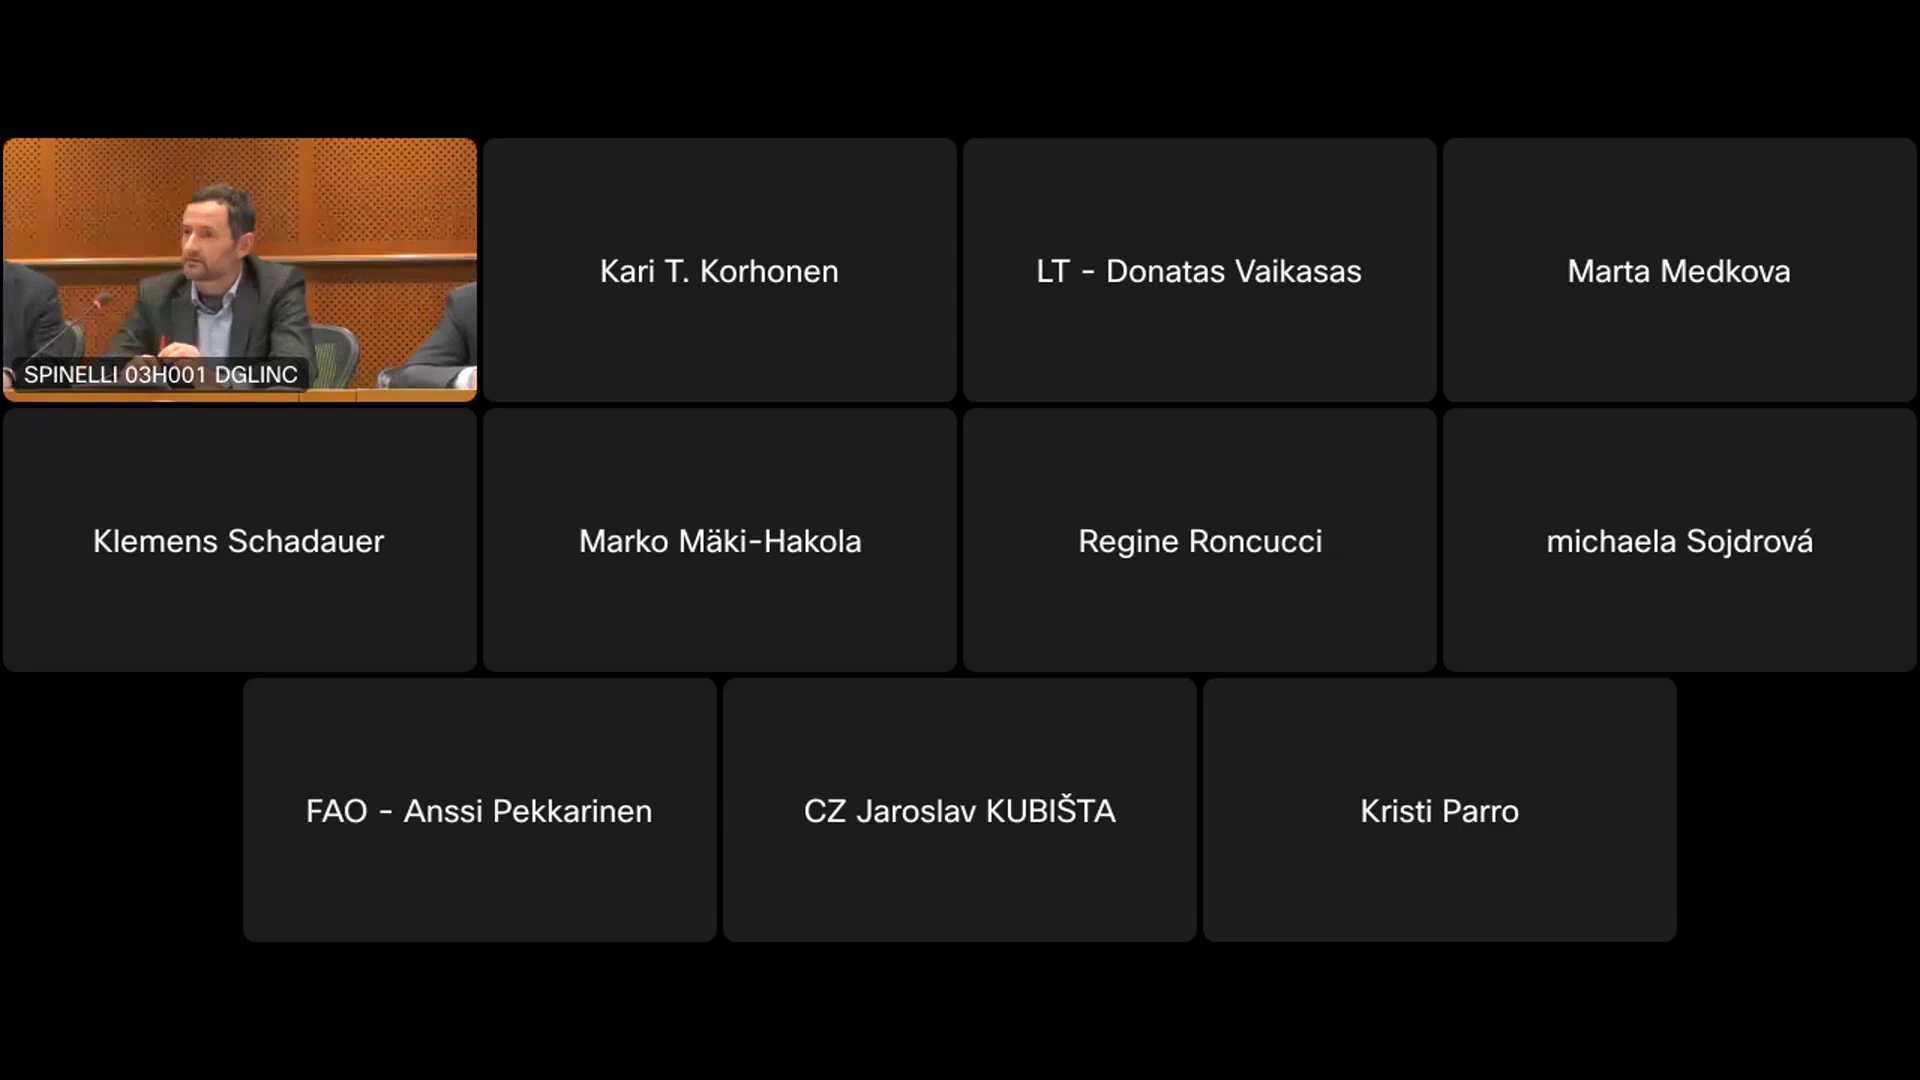 SPINELLI 03H001 DGLINC
Kari T. Korhonen
LT - Donatas Vaikasas
Marta Medkova
Klemens Schadauer
Marko Mäki-Hakola
Regine Roncucci
michaela Sojdrová
FAO - Anssi Pekkarinen
CZ Jaroslav KUBIŠTA
Kristi Parro